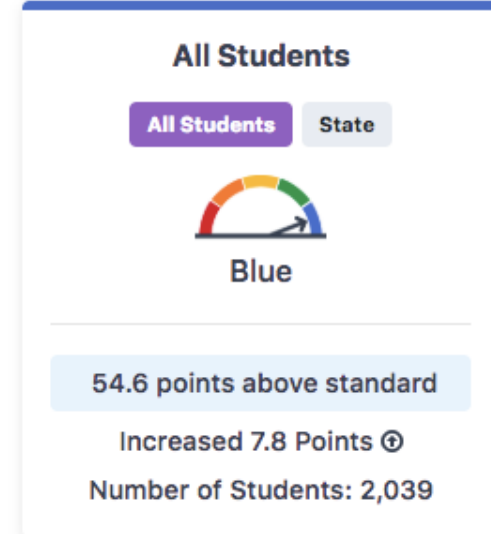 All Students
All Students State
Blue
54.6 points above standard
Increased 7.8 Points
Number of Students: 2,039